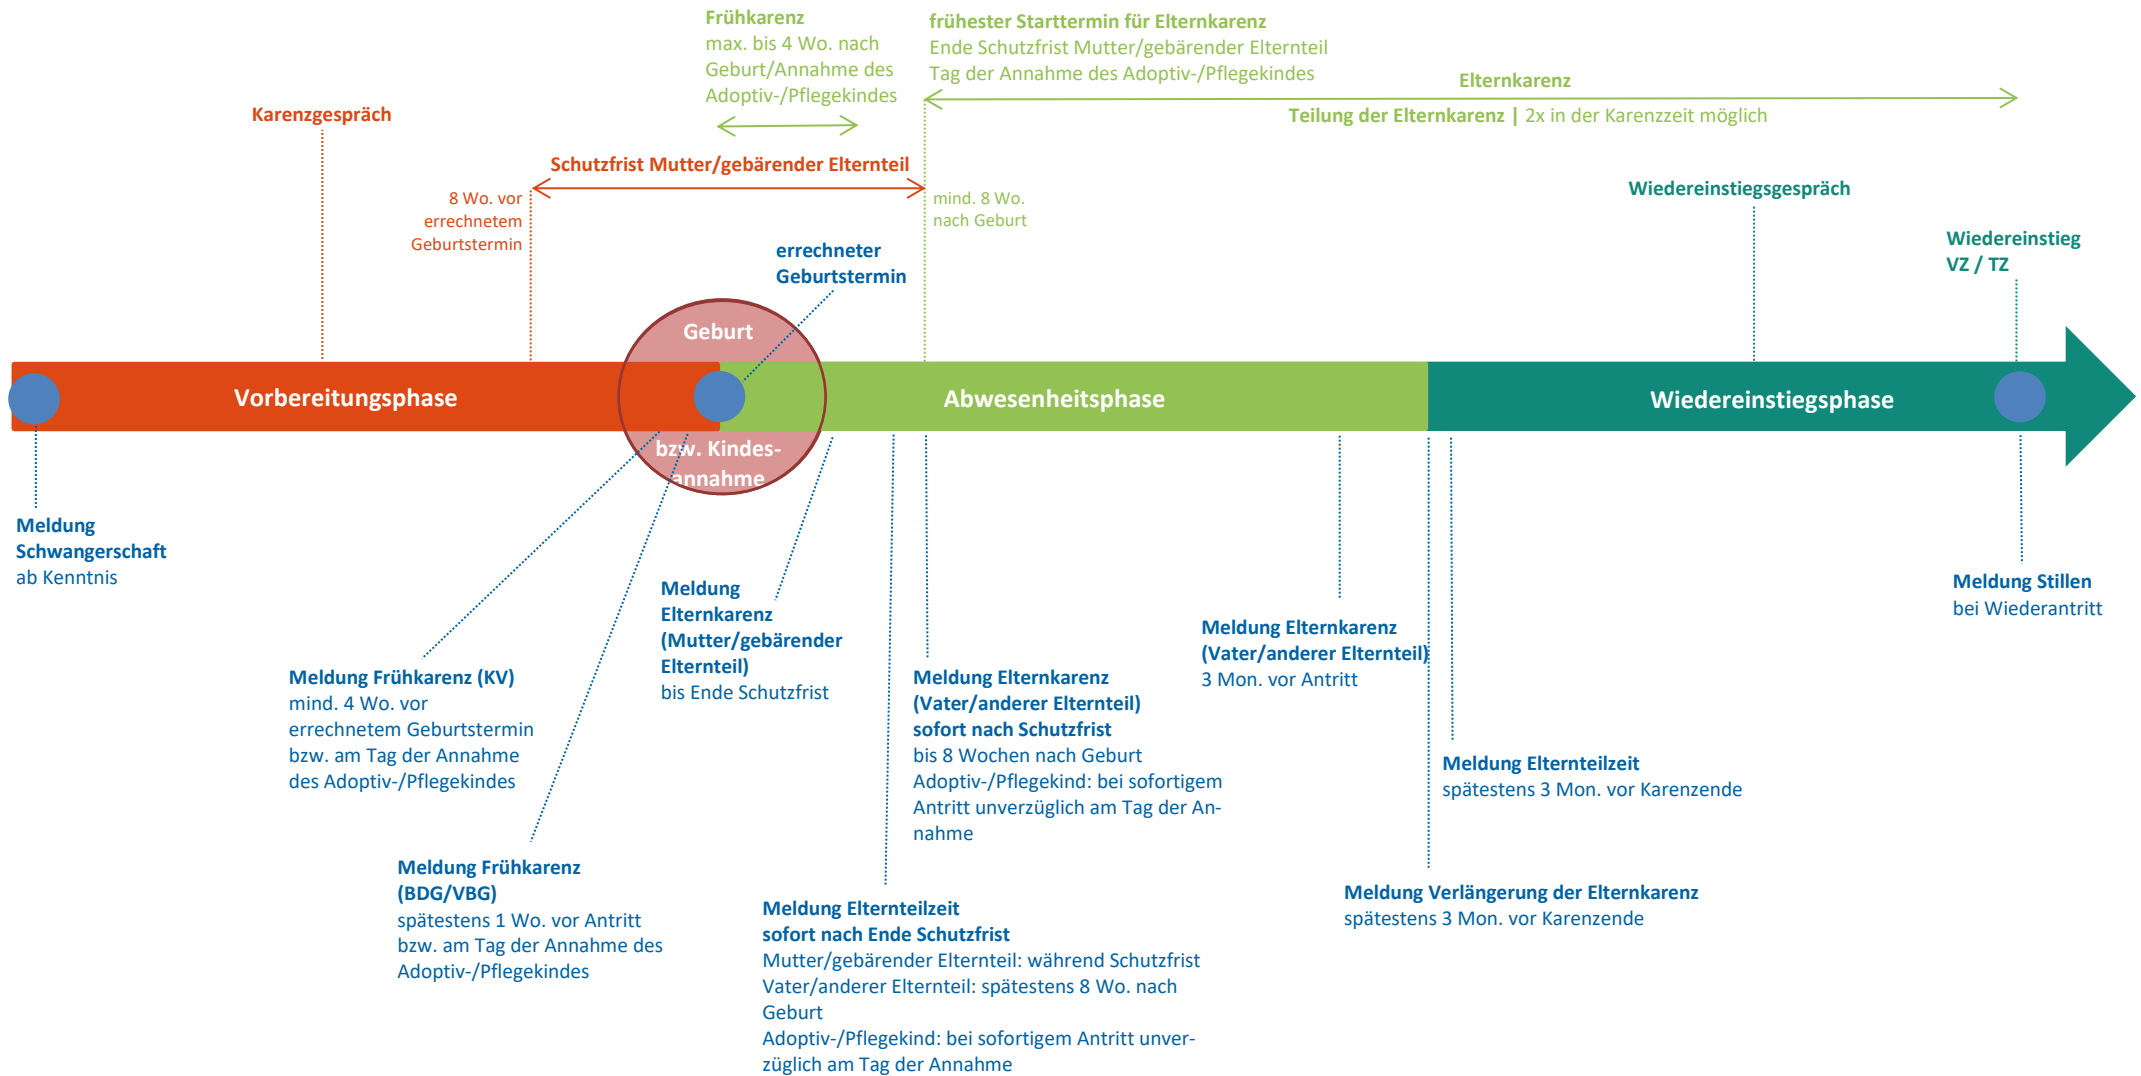 Frühkarenz
max. bis 4 Wo. nach
Geburt/Annahme des
Adoptiv-/Pflegekindes
frühester Starttermin für Elternkarenz
Ende Schutzfrist Mutter/gebärender Elternteil
Tag der Annahme des Adoptiv-/Pflegekindes
Elternkarenz
Teilung der Elternkarenz | 2x in der Karenzzeit möglich
Karenzgespräch
Schutzfrist Mutter/gebärender Elternteil
8 Wo. vor
errechnetem
Geburtstermin
mind. 8 Wo.
nach Geburt
Wiedereinstiegsgespräch
Wiedereinstieg
VZ / TZ
errechneter
Geburtstermin
Geburt
Vorbereitungsphase
Abwesenheitsphase
Wiedereinstiegsphase
bzw. Kindes-
annahme
Meldung
Schwangerschaft
ab Kenntnis
Meldung Frühkarenz (KV)
mind. 4 Wo. vor
errechnetem Geburtstermin
bzw. am Tag der Annahme
des Adoptiv-/Pflegekindes
Meldung Frühkarenz
(BDG/VBG)
spätestens 1 Wo. vor Antritt
bzw. am Tag der Annahme des
Adoptiv-/Pflegekindes
Meldung
Elternkarenz
(Mutter/gebärender
Elternteil)
bis Ende Schutzfrist
Meldung Elternteilzeit
sofort nach Ende Schutzfrist
Mutter/gebärender Elternteil: während Schutzfrist
Vater/anderer Elternteil: spätestens 8 Wo. nach
Geburt
Adoptiv-/Pflegekind: bei sofortigem Antritt unver-
züglich am Tag der Annahme
Meldung Elternkarenz
(Vater/anderer Elternteil)
sofort nach Schutzfrist
bis 8 Wochen nach Geburt
Adoptiv-/Pflegekind: bei sofortigem
Antritt unverzüglich am Tag der An-
nahme
Meldung Elternkarenz
(Vater/anderer Elternteil)
3 Mon. vor Antritt
Meldung Elternteilzeit
spätestens 3 Mon. vor Karenzende
Meldung Verlängerung der Elternkarenz
spätestens 3 Mon. vor Karenzende
Meldung Stillen
bei Wiederantritt